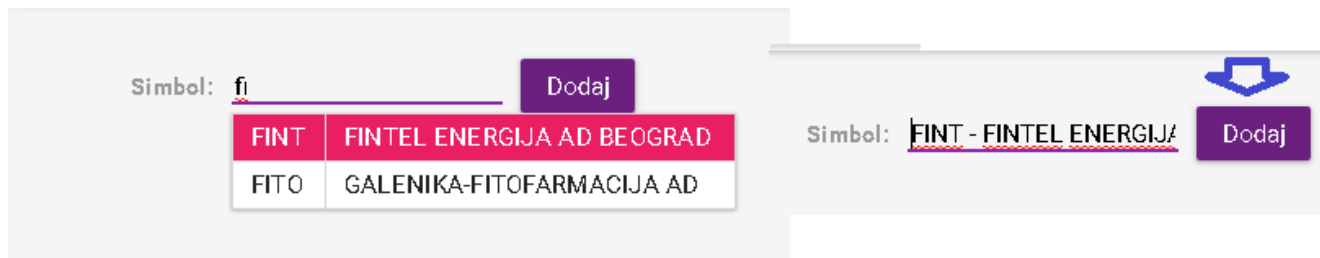 Simbol: fi Dodaj
FINT FINTEL ENERGIJA AD BEOGRAD
FITO GALENIKA-FITOFARMACIJA AD
Simbol: FINT - FINTEL ENERGIJA Dodaj